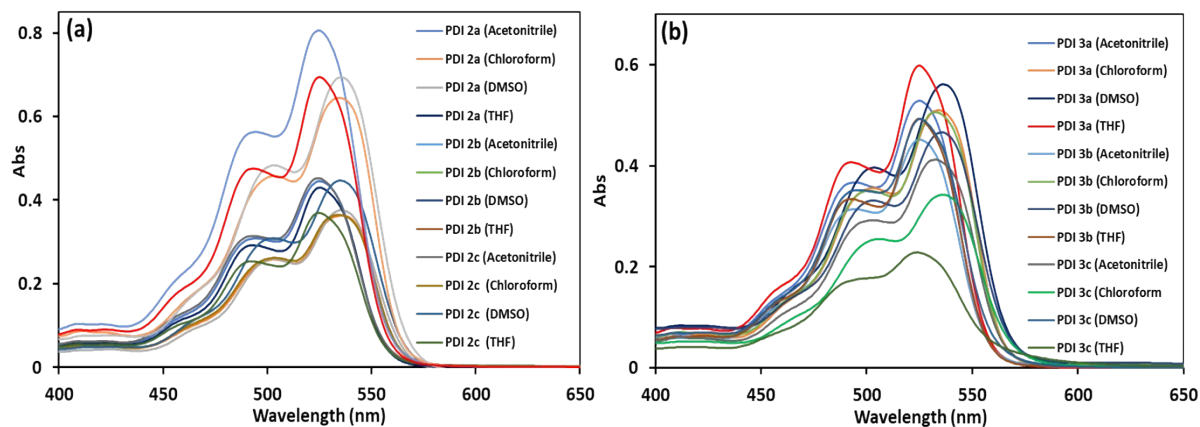 (a)
Abs
0.8
0.6
0.4
0.2
0
400 450 500 550 600 650
Wavelength (nm)
PDI 2a (Acetonitrile)
PDI 2a (Chloroform)
PDI 2a (DMSO)
PDI 2a (THF)
PDI 2b (Acetonitrile)
PDI 2b (Chloroform)
PDI 2b (DMSO)
PDI 2b (THF)
PDI 2c (Acetonitrile)
PDI 2c (Chloroform)
PDI 2c (DMSO)
PDI 2c (THF)
(b)
Abs
0.6
0.4
0.2
0
400 450 500 550 600 650
Wavelength (nm)
PDI 3a (Acetonitrile)
PDI 3a (Chloroform)
PDI 3a (DMSO)
PDI 3a (THF)
PDI 3b (Acetonitrile)
PDI 3b (Chloroform)
PDI 3b (DMSO)
PDI 3b (THF)
PDI 3c (Acetonitrile)
PDI 3c (Chloroform
PDI 3c (DMSO)
PDI 3c (THF)